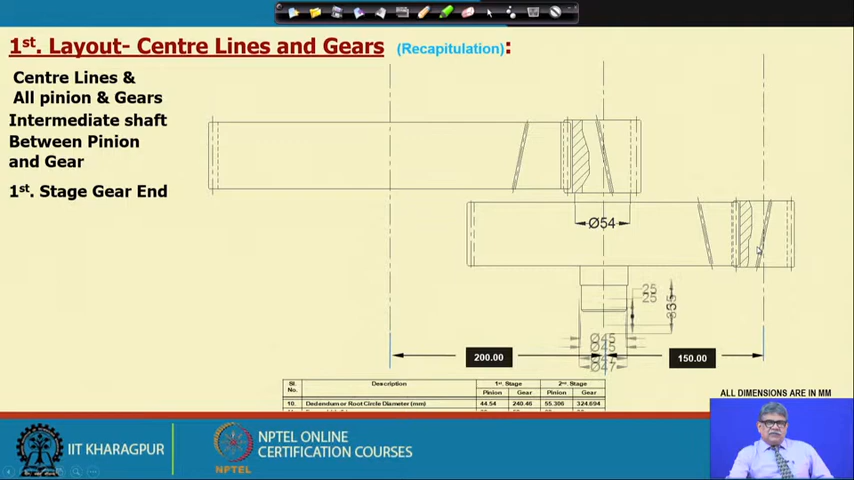 1st. Layout- Centre Lines and Gears (Recapitulation):
Centre Lines &
All pinion & Gears
Intermediate shaft
Between Pinion
and Gear
1st. Stage Gear End
Ø54
25
25
Ø45
Ø45
Ø47
200.00
150.00
Sl. No. Description 1st. Stage 2nd. Stage
Pinion Gear Pinion Gear
10. Dedendum or Root Circle Diameter (mm) 44.54 240.46 55.306 324.694
ALL DIMENSIONS ARE IN MM
IIT KHARAGPUR
NPTEL
NPTEL ONLINE
CERTIFICATION COURSES